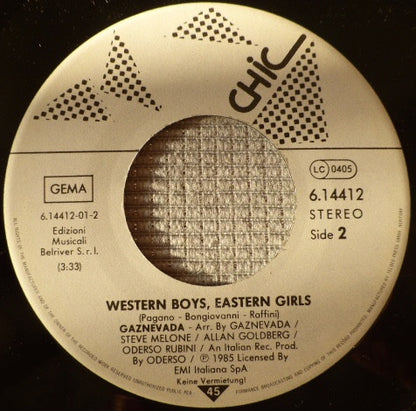 CHIC
GEMA
6.14412-01-2
Edizioni
Musicali
Belriver S.r.l.
(3:33)
LC 0405
6.14412
STEREO
Side 2
WESTERN BOYS, EASTERN GIRLS
(Pagano - Bongiovanni - Raffini)
GAZNEVADA - Arr. By GAZNEVADA /
STEVE MELONE / ALLAN GOLDBERG /
ODERSO RUBINI / An Italian Rec. Prod.
By ODERSO / ℗ 1985 Licensed By
EMI Italiana SpA
Keine Vermietung!
45